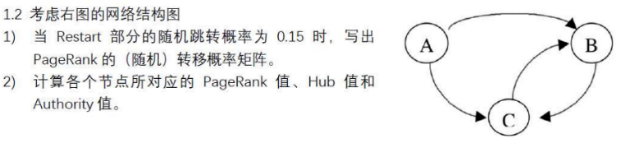 1.2 考虑右图的网络结构图
1) 当 Restart 部分的随机跳转概率为 0.15 时，写出
PageRank 的（随机）转移概率矩阵。
2) 计算各个节点所对应的 PageRank 值、Hub 值和
Authority 值。
A
B
C